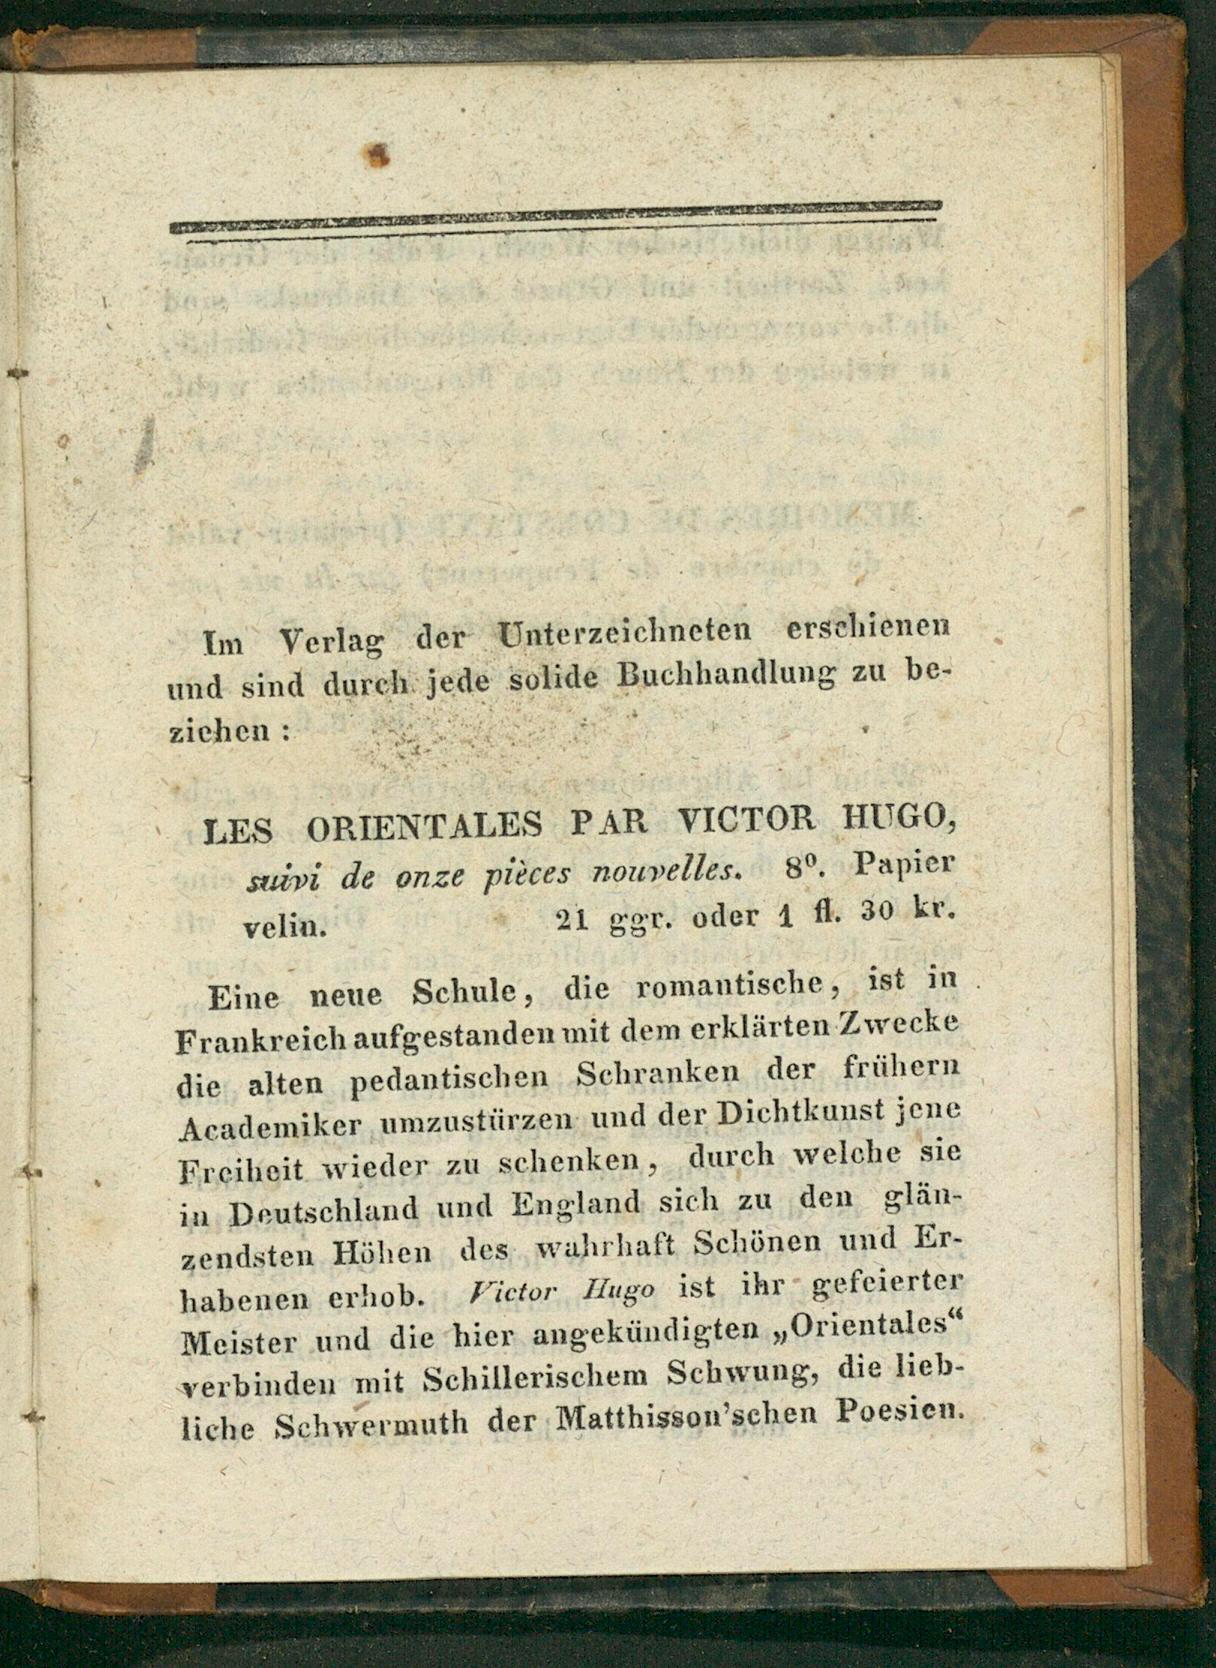 Im Verlag der Unterzeichneten erschienen
und sind durch jede solide Buchhandlung zu be-
ziehen :
LES ORIENTALES PAR VICTOR HUGO,
suivi de onze pièces nouvelles. 8⁰. Papier
velin. 21 ggr. oder 1 fl. 30 kr.
Eine neue Schule, die romantische, ist in
Frankreich aufgestanden mit dem erklärten Zwecke
die alten pedantischen Schranken der frühern
Academiker umzustürzen und der Dichtkunst jene
Freiheit wieder zu schenken, durch welche sie
in Deutschland und England sich zu den glän-
zendsten Höhen des wahrhaft Schönen und Er-
habenen erhob. Victor Hugo ist ihr gefeierter
Meister und die hier angekündigten „Orientales“
verbinden mit Schillerischem Schwung, die lieb-
liche Schwermuth der Matthisson'schen Poesien.